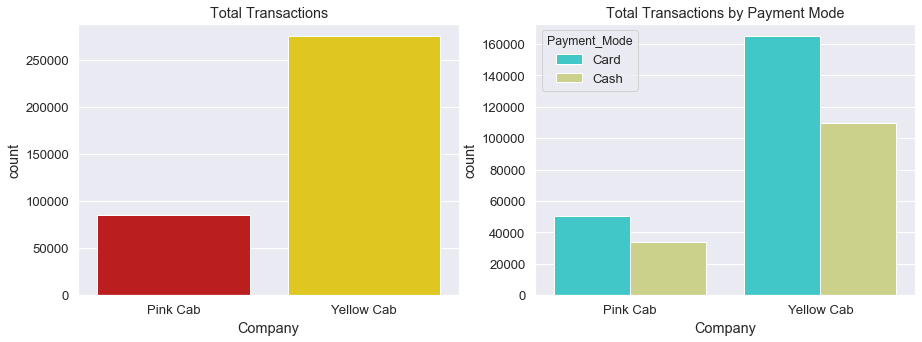 Total Transactions
250000
200000
150000
100000
50000
0
count
Pink Cab
Yellow Cab
Company
Total Transactions by Payment Mode
Payment_Mode
Card
Cash
160000
140000
120000
100000
80000
60000
40000
20000
0
count
Pink Cab
Yellow Cab
Company